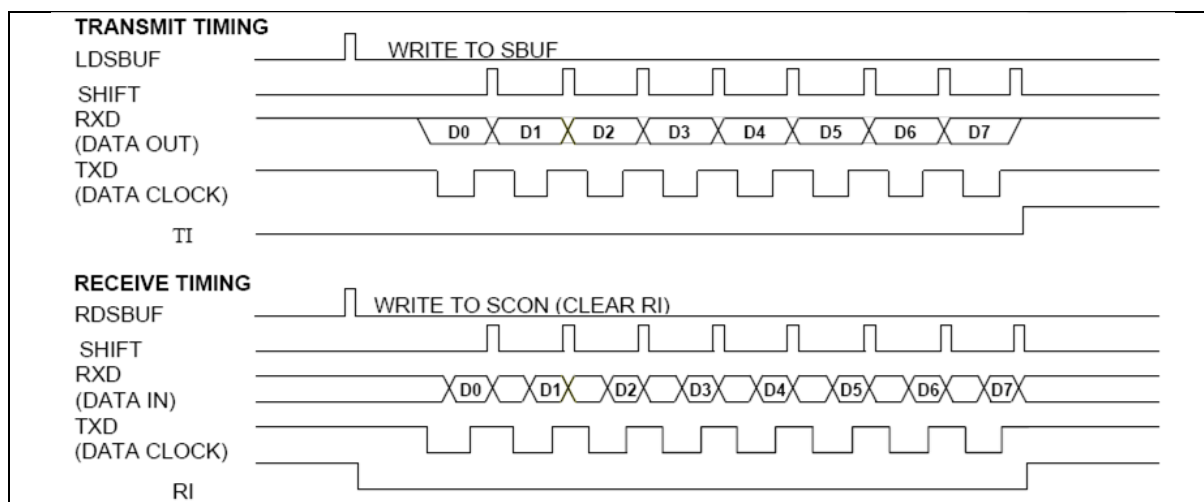 TRANSMIT TIMING
LDSBUF
WRITE TO SBUF
SHIFT
RXD
(DATA OUT)
D0 D1 D2 D3 D4 D5 D6 D7
TXD
(DATA CLOCK)
TI
RECEIVE TIMING
RDSBUF
WRITE TO SCON (CLEAR RI)
SHIFT
RXD
(DATA IN)
D0 D1 D2 D3 D4 D5 D6 D7
TXD
(DATA CLOCK)
RI